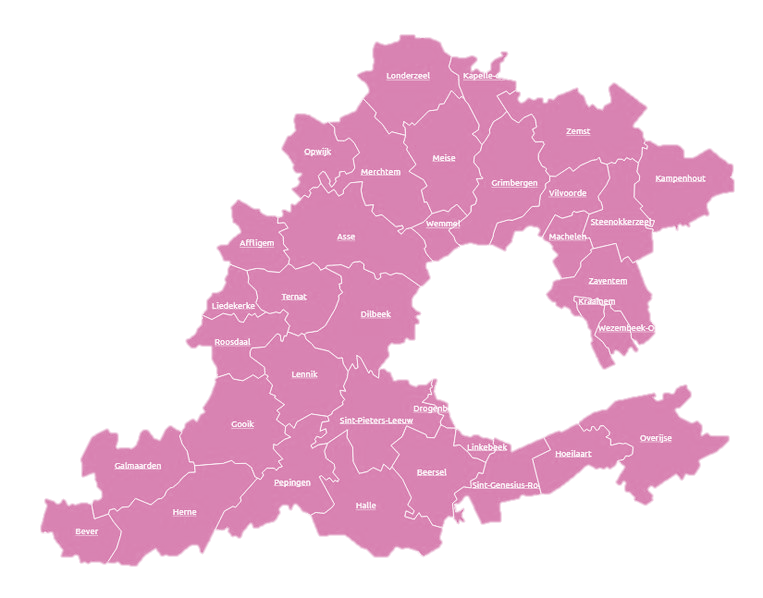 Londerzeel
Kapelle-
Zemst
Opwijk
Meise
Merchtem
Kampenhout
Grimbergen
Vilvoorde
Wemmel
Steenokkerzeel
Asse
Machelen
Affligem
Zaventem
Ternat
Kraainem
Liedekerke
Dilbeek
Wezembeek-O
Roosdaal
Lennik
Drogenb
Sint-Pieters-Leeuw
Gooik
Overijse
Linkebeek
Hoeilaart
Galmaarden
Beersel
Pepingen
Sint-Genesius-Ro
Halle
Herne
Bever